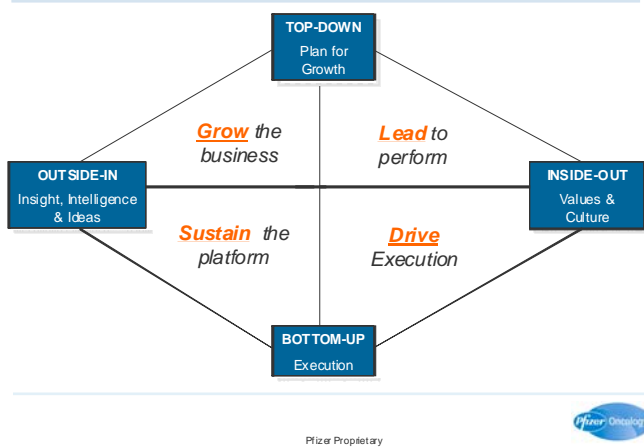 TOP-DOWN
Plan for
Growth
Grow the
business
Lead to
perform
OUTSIDE-IN
Insight, Intelligence
& Ideas
INSIDE-OUT
Values &
Culture
Sustain the
platform
Drive
Execution
BOTTOM-UP
Execution
Pfizer Oncology
Pfizer Proprietary